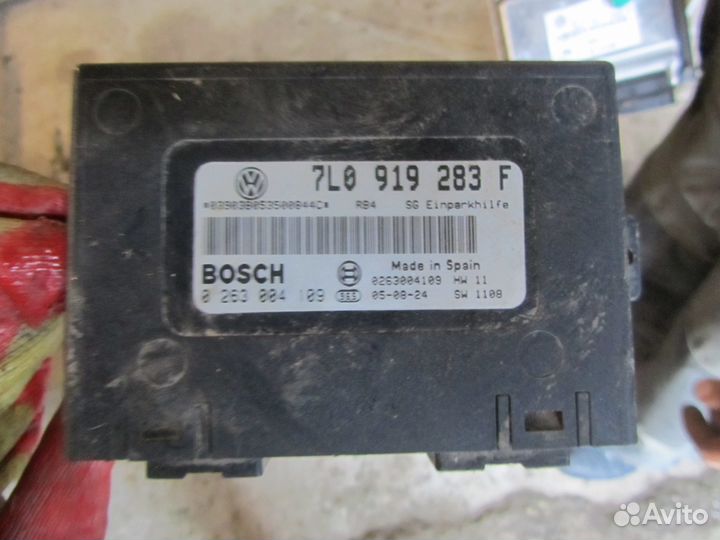 7L0 919 283 F
*03903B053500844C* RB4 SG Einparkhilfe
BOSCH
Made in Spain
0 263 004 109
0263004109 HW 11
05-08-24 SW 1108
Avito